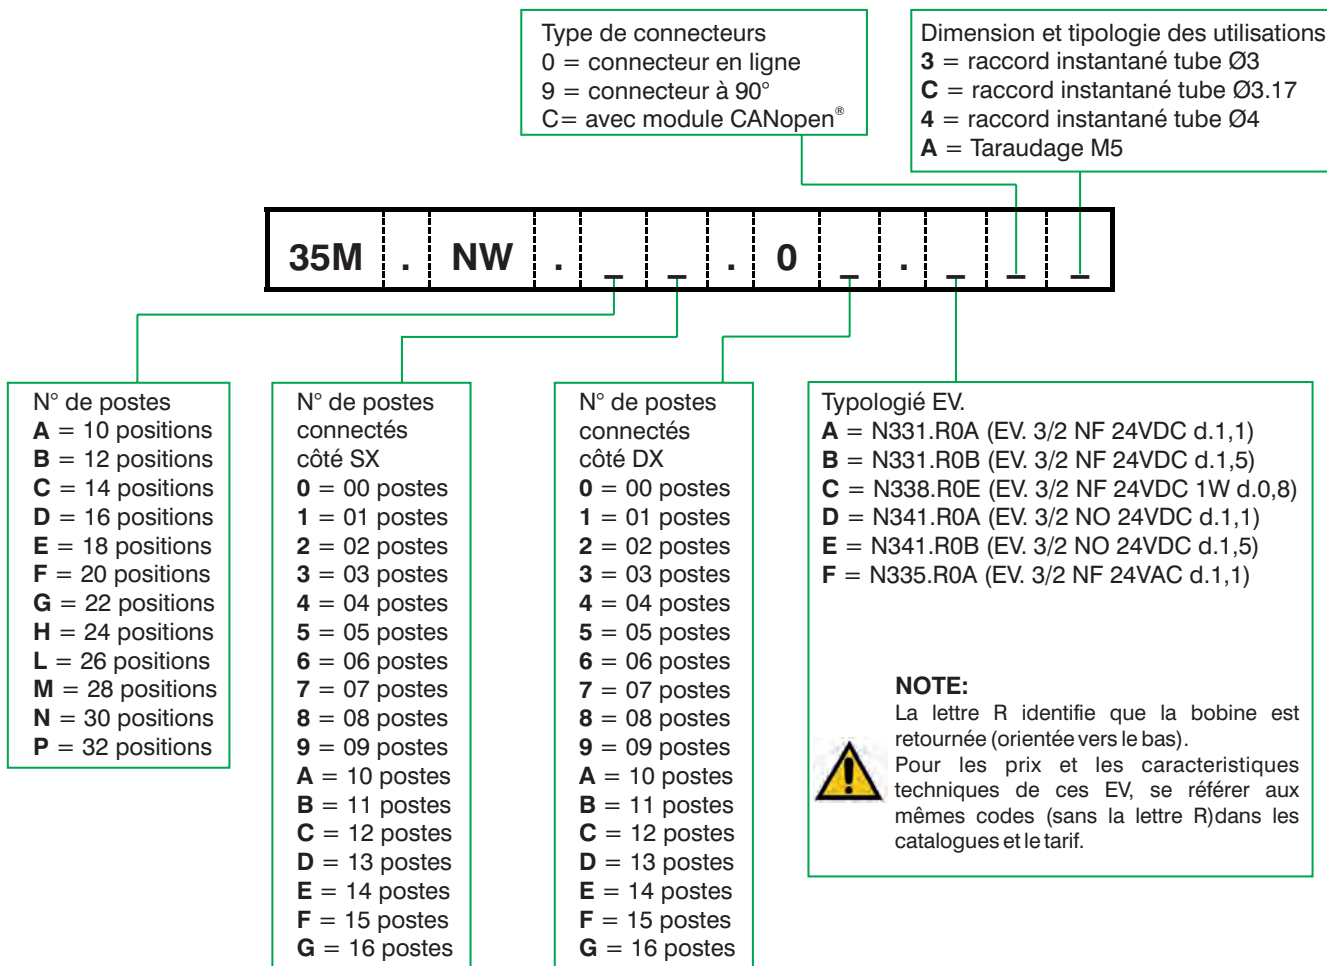 Type de connecteurs
0 = connecteur en ligne
9 = connecteur à 90°
C= avec module CANopen®
Dimension et tipologie des utilisations
3 = raccord instantané tube Ø3
C = raccord instantané tube Ø3.17
4 = raccord instantané tube Ø4
A = Taraudage M5
35M . NW . _ _ . 0 _ . _ _ _
N° de postes
A = 10 positions
B = 12 positions
C = 14 positions
D = 16 positions
E = 18 positions
F = 20 positions
G = 22 positions
H = 24 positions
L = 26 positions
M = 28 positions
N = 30 positions
P = 32 positions
N° de postes
connectés
côté SX
0 = 00 postes
1 = 01 postes
2 = 02 postes
3 = 03 postes
4 = 04 postes
5 = 05 postes
6 = 06 postes
7 = 07 postes
8 = 08 postes
9 = 09 postes
A = 10 postes
B = 11 postes
C = 12 postes
D = 13 postes
E = 14 postes
F = 15 postes
G = 16 postes
N° de postes
connectés
côté DX
0 = 00 postes
1 = 01 postes
2 = 02 postes
3 = 03 postes
4 = 04 postes
5 = 05 postes
6 = 06 postes
7 = 07 postes
8 = 08 postes
9 = 09 postes
A = 10 postes
B = 11 postes
C = 12 postes
D = 13 postes
E = 14 postes
F = 15 postes
G = 16 postes
Typologié EV.
A = N331.R0A (EV. 3/2 NF 24VDC d.1,1)
B = N331.R0B (EV. 3/2 NF 24VDC d.1,5)
C = N338.R0E (EV. 3/2 NF 24VDC 1W d.0,8)
D = N341.R0A (EV. 3/2 NO 24VDC d.1,1)
E = N341.R0B (EV. 3/2 NO 24VDC d.1,5)
F = N335.R0A (EV. 3/2 NF 24VAC d.1,1)
NOTE:
La lettre R identifie que la bobine est
retournée (orientée vers le bas).
Pour les prix et les caracteristiques
techniques de ces EV, se référer aux
mêmes codes (sans la lettre R)dans les
catalogues et le tarif.